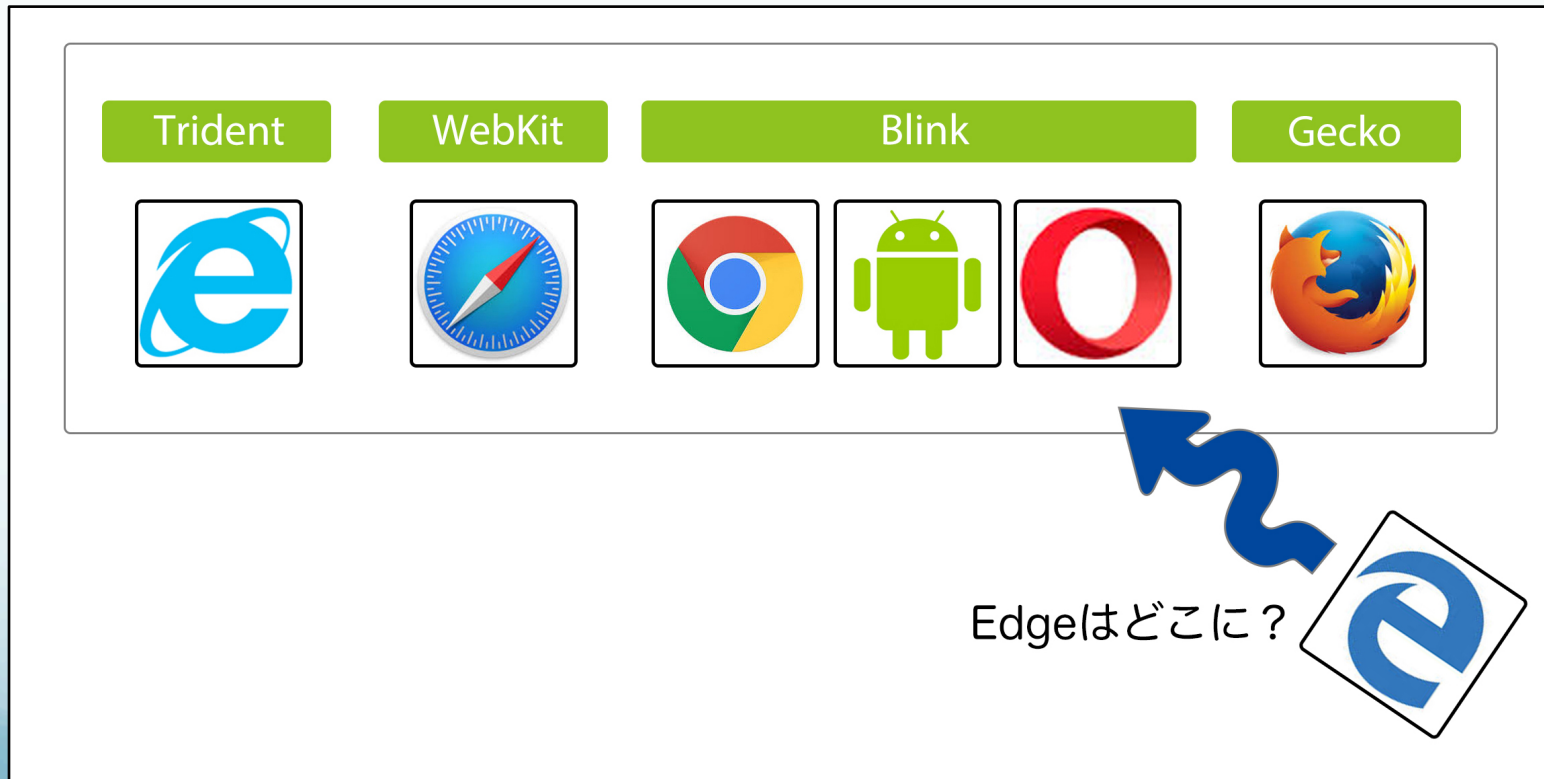 Trident
WebKit
Blink
Gecko
Edgeはどこに？